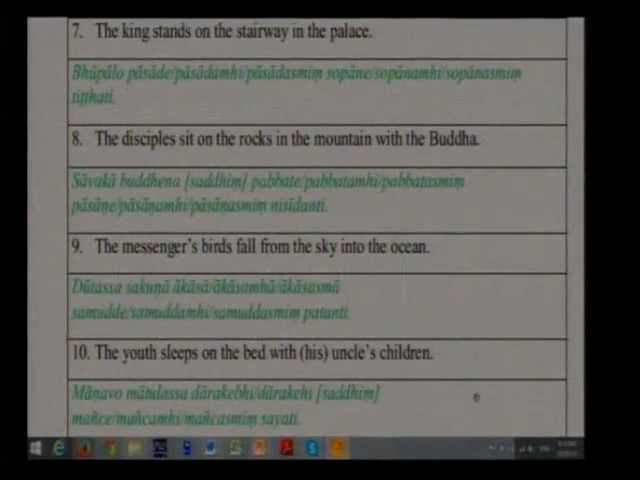 7. The king stands on the stairway in the palace.
Bhūpālo pāsāde/pāsādamhi/pāsādasmiṃ sopāne/sopānamhi/sopānasmiṃ
tiṭṭhati.
8. The disciples sit on the rocks in the mountain with the Buddha.
Sāvakā buddhena [saddhiṃ] pabbate/pabbatamhi/pabbatasmiṃ
pāsāṇe/pāsāṇamhi/pāsāṇasmiṃ nisīdanti.
9. The messenger's birds fall from the sky into the ocean.
Dūtassa sakuṇā ākāsā/ākāsamhā/ākāsasmā
samudde/samuddamhi/samuddasmiṃ patanti.
10. The youth sleeps on the bed with (his) uncle's children.
Māṇavo mātulassa dārakebhi/dārakehi [saddhiṃ]
mañce/mañcamhi/mañcasmiṃ sayati.